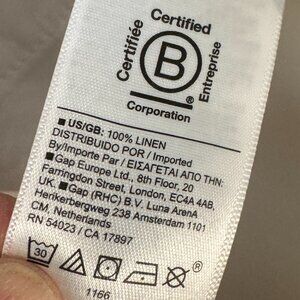 Certified
Certifiée
Entreprise
B
®
Corporation
■ US/GB: 100% LINEN
DISTRIBUIDO POR / Imported
By/Importe Par / ΕΙΣΑΓΕΤΑΙ ΑΠΟ ΤΗΝ:
■ Gap Europe Ltd., 8th Floor, 20
Farringdon Street, London, EC4A 4AB,
UK. ■ Gap (RHC) B.V. Luna ArenA
Herikerbergweg 238 Amsterdam 1101
CM, Netherlands
RN 54023 / CA 17897
30
®
1166